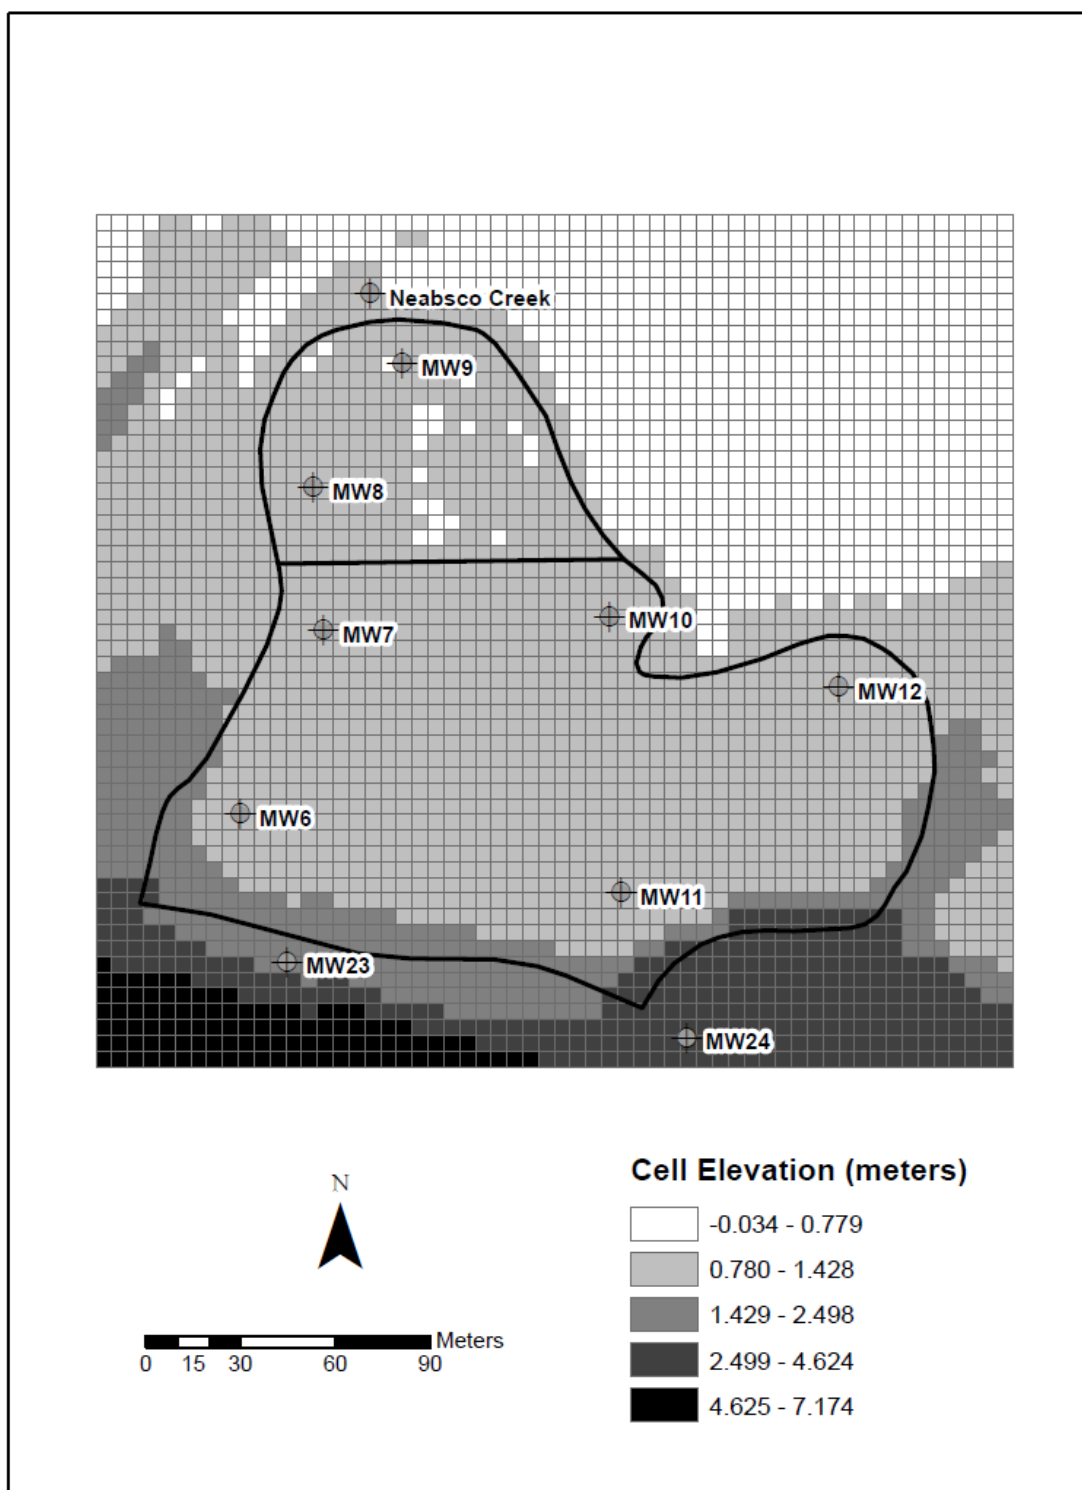 Neabsco Creek
MW9
MW8
MW10
MW7
MW12
MW6
MW11
MW23
MW24
N
Meters
0 15 30 60 90
Cell Elevation (meters)
-0.034 - 0.779
0.780 - 1.428
1.429 - 2.498
2.499 - 4.624
4.625 - 7.174